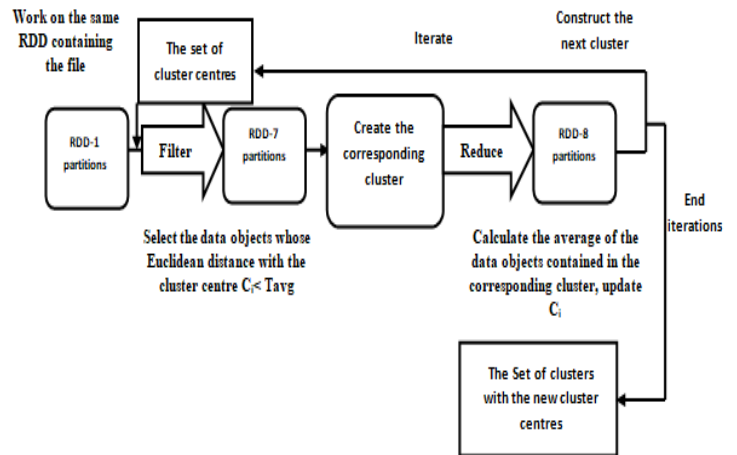 Work on the same
RDD containing
the file
The set of
cluster centres
Iterate
Construct the
next cluster
RDD-1
partitions
Filter
RDD-7
partitions
Create the
corresponding
cluster
Reduce
RDD-8
partitions
End
iterations
Select the data objects whose
Euclidean distance with the
cluster centre Cᵢ< Tavg
Calculate the average of the
data objects contained in the
corresponding cluster, update
Cᵢ
The Set of clusters
with the new cluster
centres